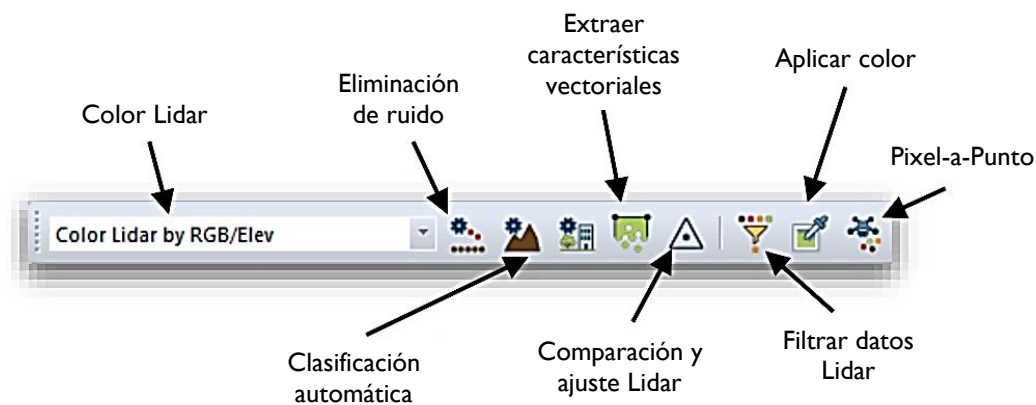 Extraer
características
vectoriales
Aplicar color
Eliminación
de ruido
Color Lidar
Pixel-a-Punto
Color Lidar by RGB/Elev
Clasificación
automática
Comparación y
ajuste Lidar
Filtrar datos
Lidar